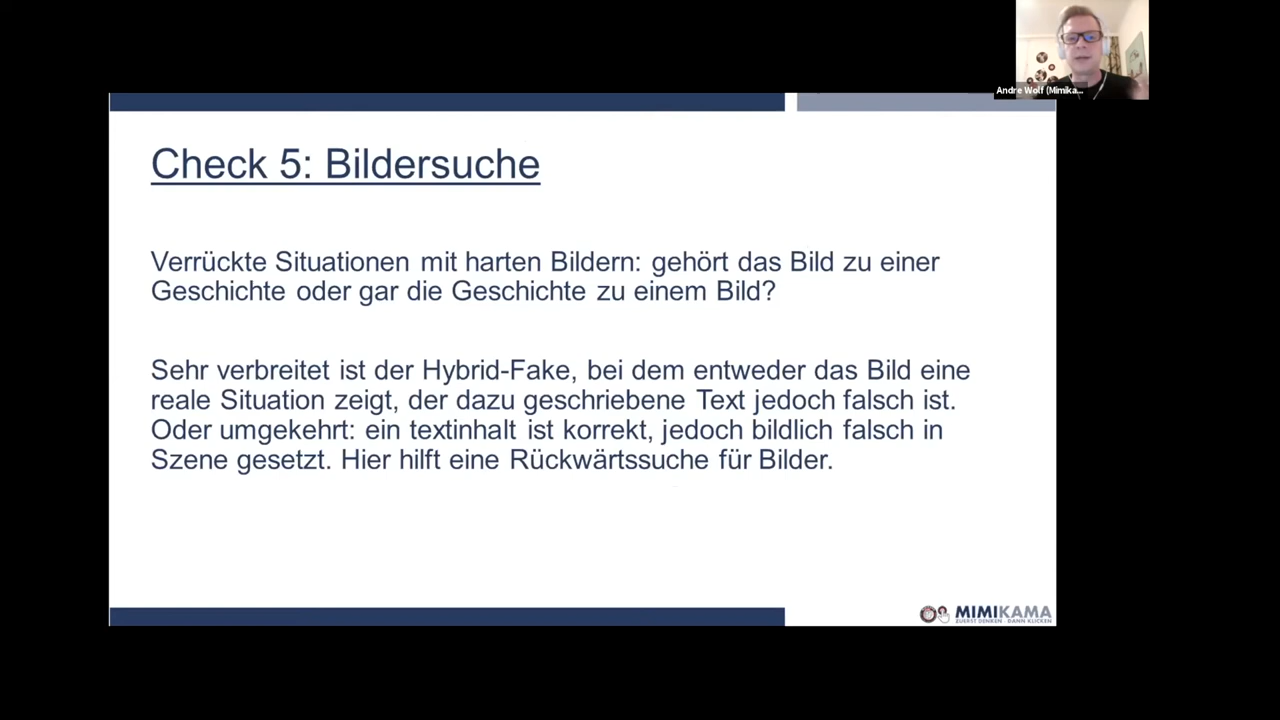 Andre Wolf (Mimika...
Check 5: Bildersuche
Verrückte Situationen mit harten Bildern: gehört das Bild zu einer
Geschichte oder gar die Geschichte zu einem Bild?
Sehr verbreitet ist der Hybrid-Fake, bei dem entweder das Bild eine
reale Situation zeigt, der dazu geschriebene Text jedoch falsch ist.
Oder umgekehrt: ein textinhalt ist korrekt, jedoch bildlich falsch in
Szene gesetzt. Hier hilft eine Rückwärtssuche für Bilder.
MIMIKAMA
ZUERST DENKEN - DANN KLICKEN